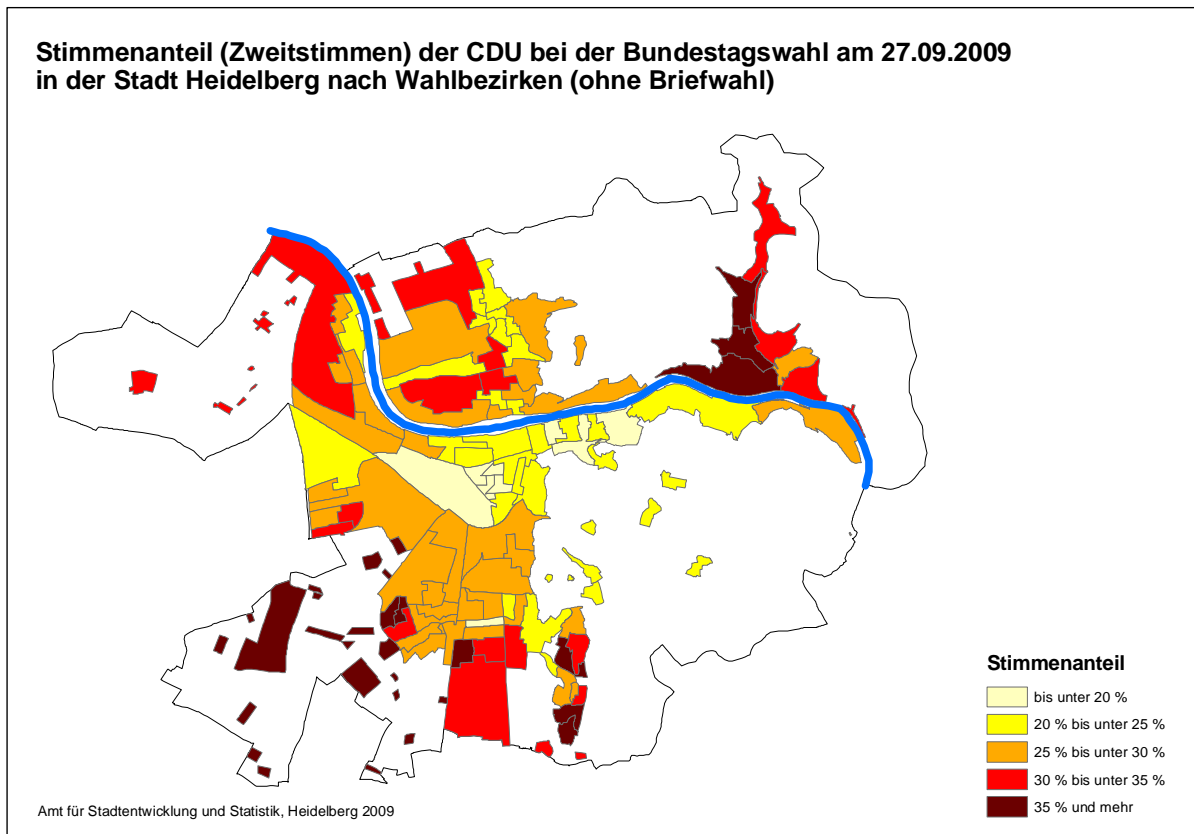 Stimmenanteil (Zweitstimmen) der CDU bei der Bundestagswahl am 27.09.2009
in der Stadt Heidelberg nach Wahlbezirken (ohne Briefwahl)
Stimmenanteil
bis unter 20 %
20 % bis unter 25 %
25 % bis unter 30 %
30 % bis unter 35 %
35 % und mehr
Amt für Stadtentwicklung und Statistik, Heidelberg 2009